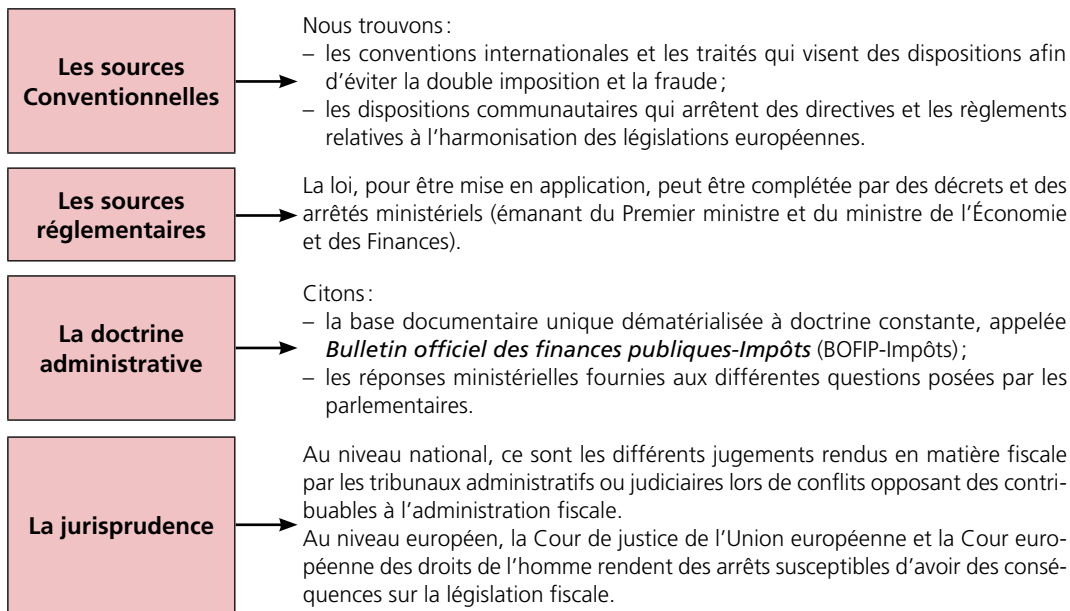 Les sources
Conventionnelles
Nous trouvons :
– les conventions internationales et les traités qui visent des dispositions afin
d'éviter la double imposition et la fraude ;
– les dispositions communautaires qui arrêtent des directives et les règlements
relatives à l'harmonisation des législations européennes.
Les sources
réglementaires
La loi, pour être mise en application, peut être complétée par des décrets et des
arrêtés ministériels (émanant du Premier ministre et du ministre de l'Économie
et des Finances).
La doctrine
administrative
Citons :
– la base documentaire unique dématérialisée à doctrine constante, appelée
Bulletin officiel des finances publiques-Impôts (BOFIP-Impôts) ;
– les réponses ministérielles fournies aux différentes questions posées par les
parlementaires.
La jurisprudence
Au niveau national, ce sont les différents jugements rendus en matière fiscale
par les tribunaux administratifs ou judiciaires lors de conflits opposant des contri-
buables à l'administration fiscale.
Au niveau européen, la Cour de justice de l'Union européenne et la Cour euro-
péenne des droits de l'homme rendent des arrêts susceptibles d'avoir des consé-
quences sur la législation fiscale.